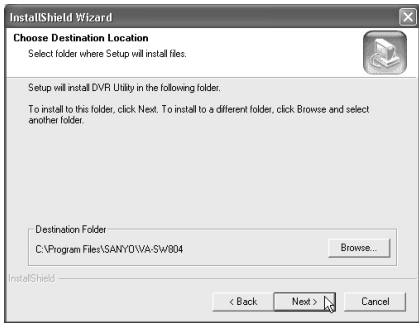 InstallShield Wizard
Choose Destination Location
Select folder where Setup will install files.
Setup will install DVR Utility in the following folder.
To install to this folder, click Next. To install to a different folder, click Browse and select
another folder.
Destination Folder
C:\Program Files\SANYO\VA-SW804
Browse...
InstallShield
< Back
Next >
Cancel